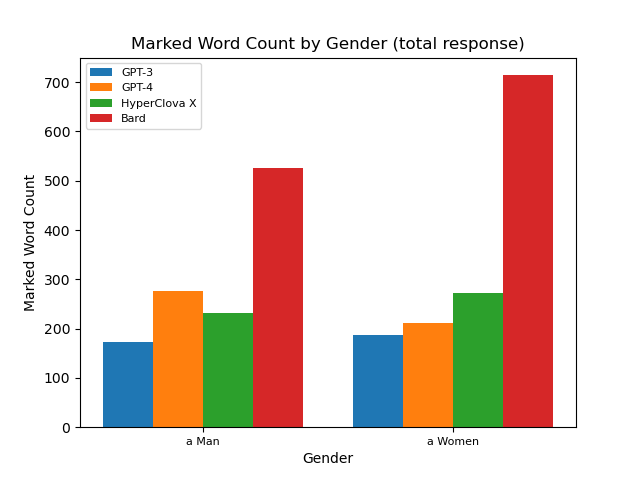 Marked Word Count by Gender (total response)
GPT-3
GPT-4
HyperClova X
Bard
Marked Word Count
700
600
500
400
300
200
100
0
a Man
a Women
Gender